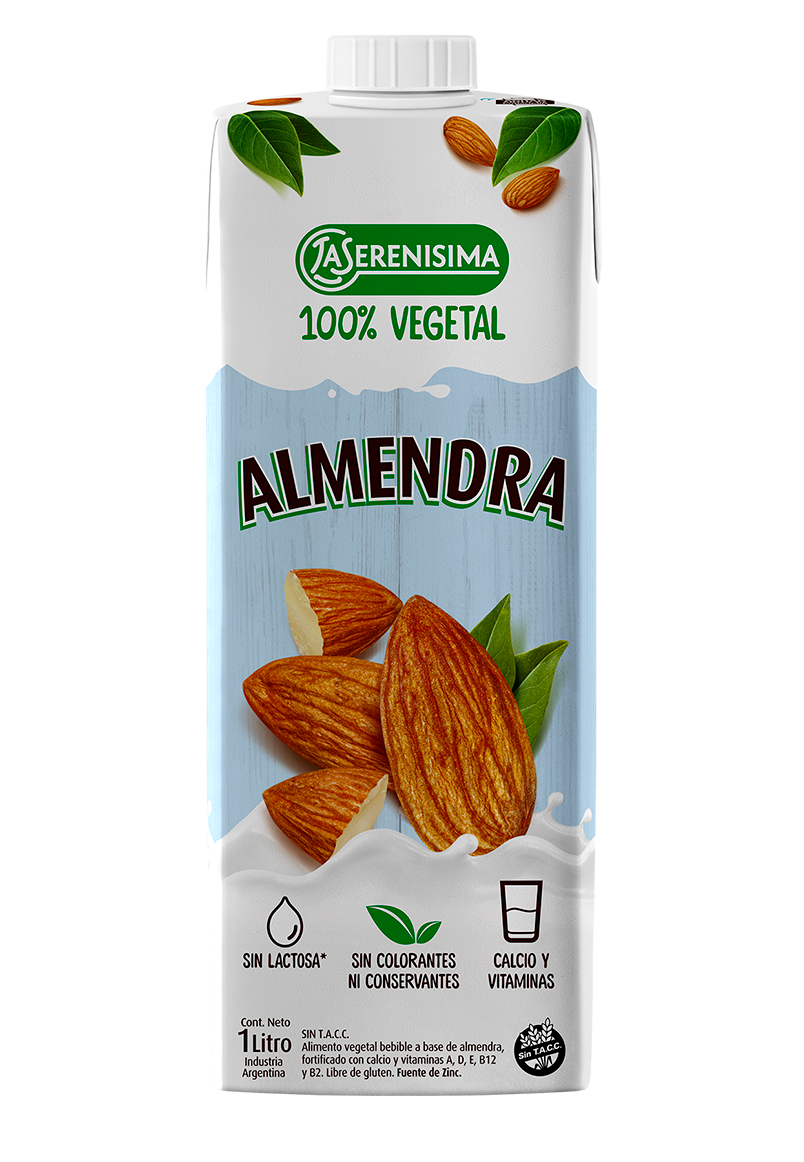 LA SERENISIMA
100% VEGETAL
ALMENDRA
SIN LACTOSA*
SIN COLORANTES
NI CONSERVANTES
CALCIO Y
VITAMINAS
Cont. Neto
1 Litro
Industria
Argentina
SIN T.A.C.C.
Alimento vegetal bebible a base de almendra,
fortificado con calcio y vitaminas A, D, E, B12
y B2. Libre de gluten. Fuente de Zinc.
Sin T.A.C.C.